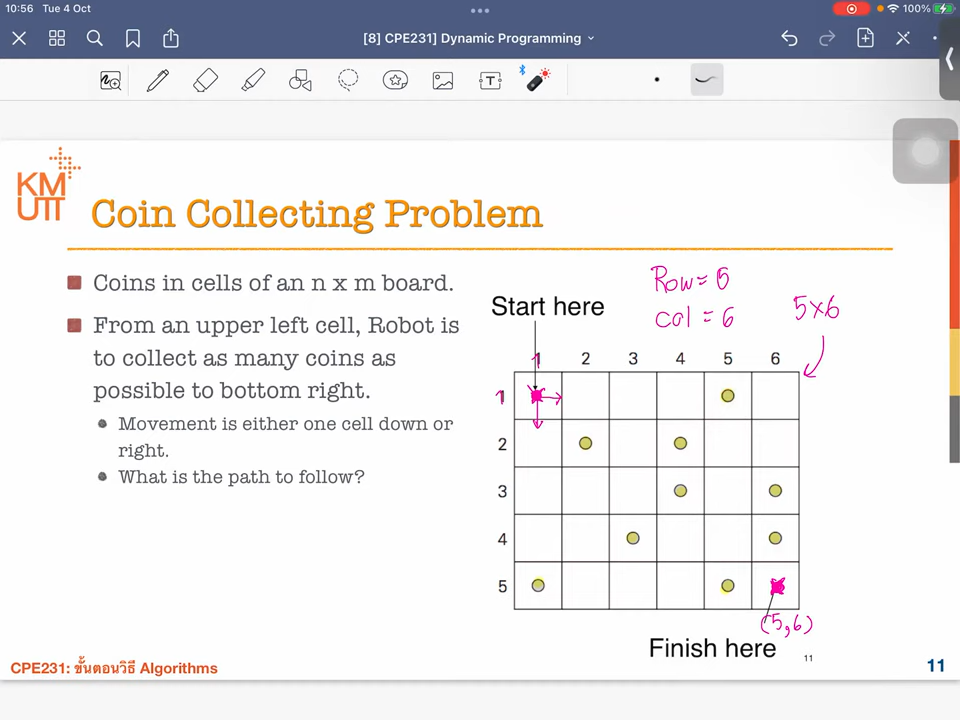 10:56 Tue 4 Oct
100%
[8] CPE231] Dynamic Programming
T
KM
UTT
Coin Collecting Problem
Coins in cells of an n x m board.
From an upper left cell, Robot is
to collect as many coins as
possible to bottom right.
Movement is either one cell down or
right.
What is the path to follow?
Row = 5
col = 6
5x6
Start here
1 2 3 4 5 6
1
2
3
4
5
(5,6)
Finish here
11
CPE231: ขั้นตอนวิธี Algorithms
11